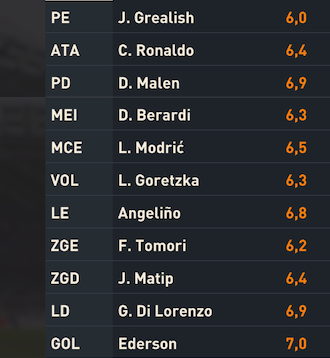 PE J. Grealish 6,0
ATA C. Ronaldo 6,4
PD D. Malen 6,9
MEI D. Berardi 6,3
MCE L. Modrić 6,5
VOL L. Goretzka 6,3
LE Angeliño 6,8
ZGE F. Tomori 6,2
ZGD J. Matip 6,4
LD G. Di Lorenzo 6,9
GOL Ederson 7,0